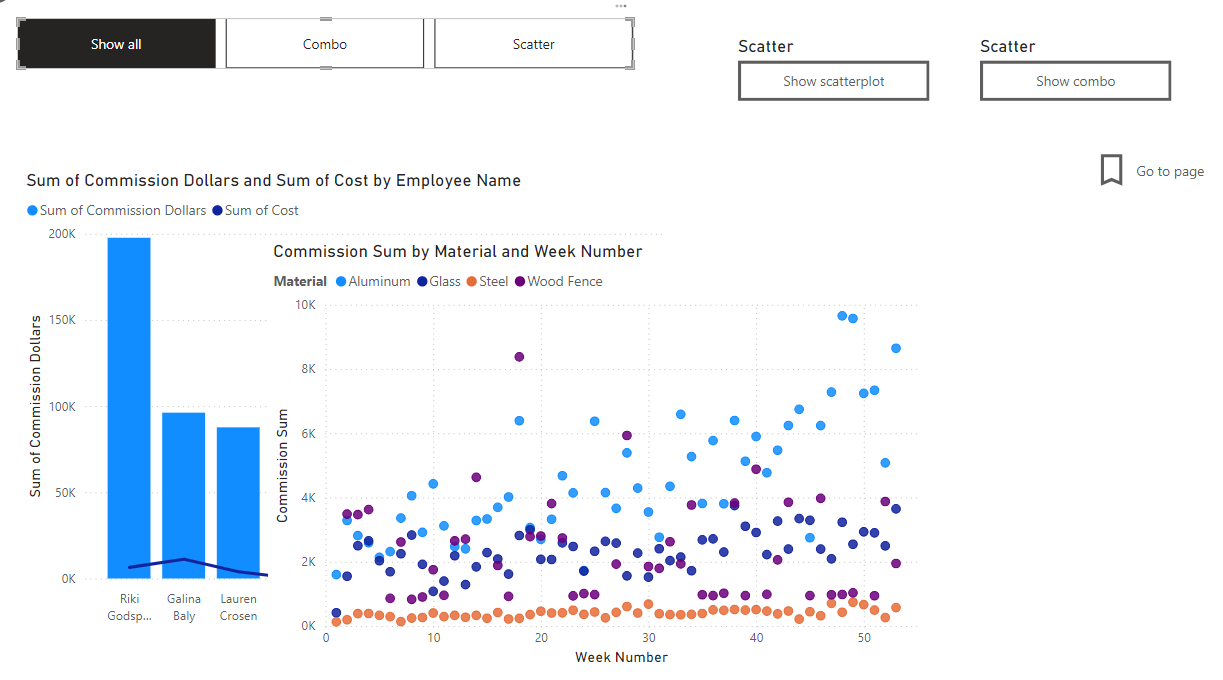 Show all
Combo
Scatter
Scatter
Show scatterplot
Scatter
Show combo
Go to page
Sum of Commission Dollars and Sum of Cost by Employee Name
Sum of Commission Dollars
Sum of Cost
200K
150K
100K
50K
0K
Sum of Commission Dollars
Riki
Godsp...
Galina
Baly
Lauren
Crosen
Commission Sum by Material and Week Number
Material Aluminum Glass Steel Wood Fence
10K
8K
6K
4K
2K
0K
Commission Sum
0 10 20 30 40 50
Week Number